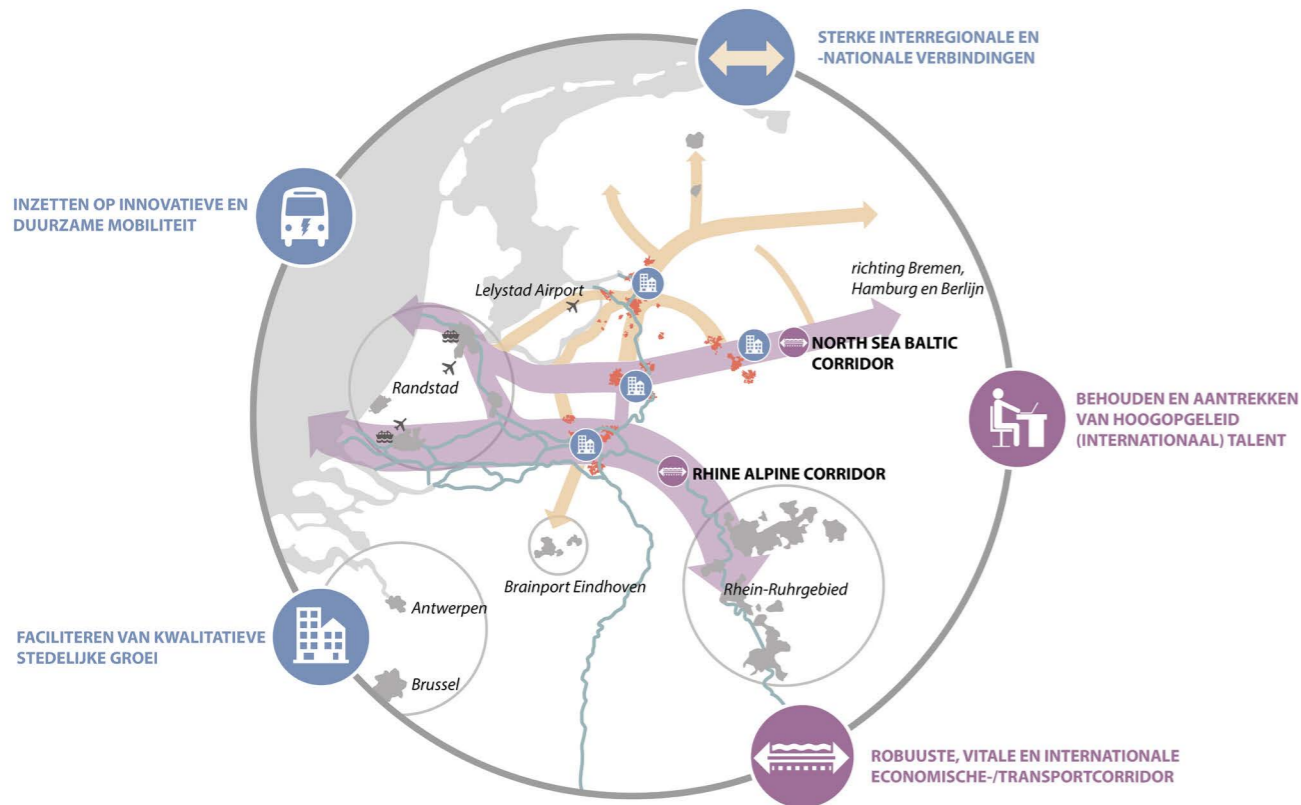 STERKE INTERREGIONALE EN
-NATIONALE VERBINDINGEN
INZETTEN OP INNOVATIEVE EN
DUURZAME MOBILITEIT
Lelystad Airport
richting Bremen,
Hamburg en Berlijn
NORTH SEA BALTIC
CORRIDOR
Randstad
BEHOUDEN EN AANTREKKEN
VAN HOOGOPGELEID
(INTERNATIONAAL) TALENT
RHINE ALPINE CORRIDOR
Brainport Eindhoven
Rhein-Ruhrgebied
Antwerpen
FACILITEREN VAN KWALITATIEVE
STEDELIJKE GROEI
Brussel
ROBUUSTE, VITALE EN INTERNATIONALE
ECONOMISCHE-/TRANSPORTCORRIDOR